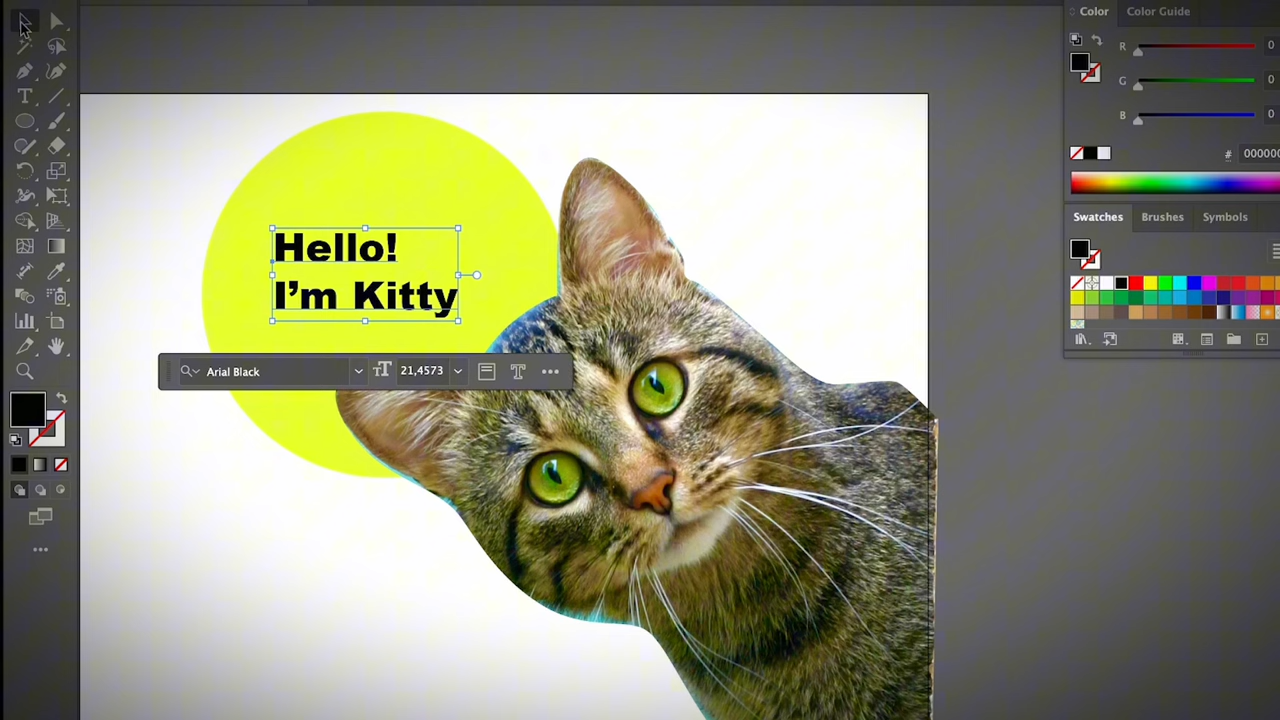 Color
Color Guide
R
0
G
0
B
0
#
000000
Swatches
Brushes
Symbols
Hello!
I'm Kitty
Arial Black
21,4573